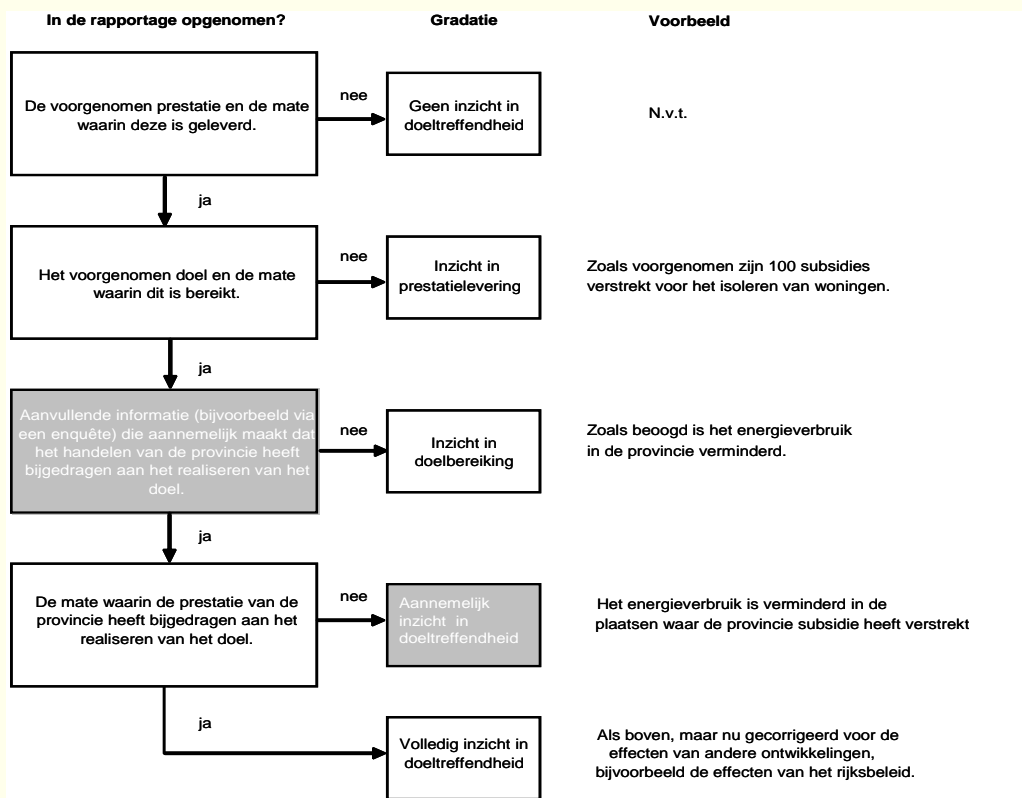 In de rapportage opgenomen?
Gradatie
Voorbeeld
De voorgenomen prestatie en de mate
waarin deze is geleverd.
nee
Geen inzicht in
doeltreffendheid
N.v.t.
ja
Het voorgenomen doel en de mate
waarin dit is bereikt.
nee
Inzicht in
prestatielevering
Zoals voorgenomen zijn 100 subsidies
verstrekt voor het isoleren van woningen.
ja
Aanvullende informatie (bijvoorbeeld via
een enquête) die aannemelijk maakt dat
het handelen van de provincie heeft
bijgedragen aan het realiseren van het
doel.
nee
Inzicht in
doelbereiking
Zoals beoogd is het energieverbruik
in de provincie verminderd.
ja
De mate waarin de prestatie van de
provincie heeft bijgedragen aan het
realiseren van het doel.
nee
Aannemelijk
inzicht in
doeltreffendheid
Het energieverbruik is verminderd in de
plaatsen waar de provincie subsidie heeft verstrekt
ja
Volledig inzicht in
doeltreffendheid
Als boven, maar nu gecorrigeerd voor de
effecten van andere ontwikkelingen,
bijvoorbeeld de effecten van het rijksbeleid.